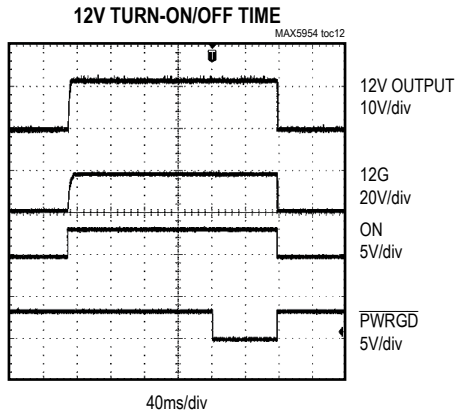 12V TURN-ON/OFF TIME
MAX5954 toc12
T
12V OUTPUT
10V/div
12G
20V/div
ON
5V/div
PWRGD
5V/div
40ms/div